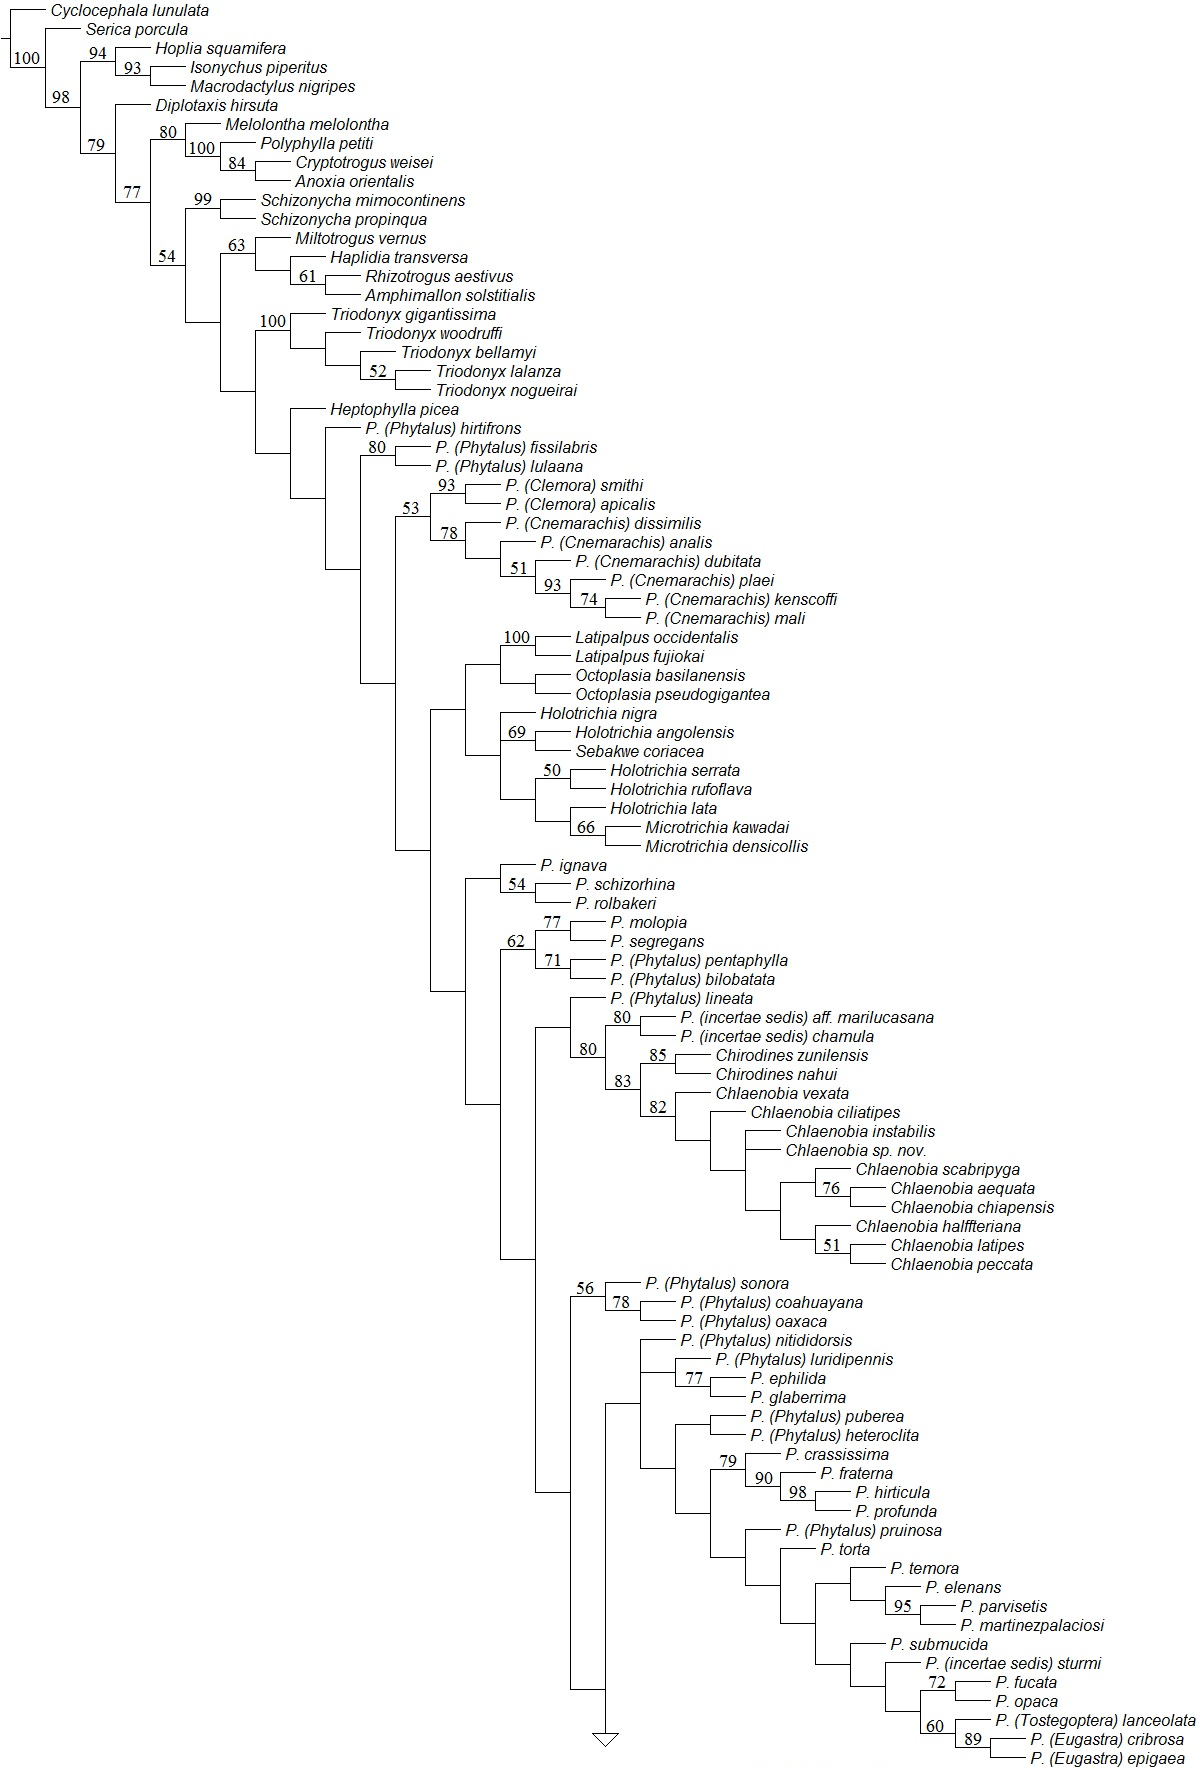 Cyclocephala lunulata
Serica porcula
100
94 Hoplia squamifera
93 Isonychus piperitus
Macrodactylus nigripes
98
Diplotaxis hirsuta
80 Melolontha melolontha
79
100 Polyphylla petiti
84 Cryptotrogus weisei
Anoxia orientalis
77
99 Schizonycha mimocontinens
Schizonycha propinqua
63 Miltotrogus vernus
54
Haplidia transversa
61 Rhizotrogus aestivus
Amphimallon solstitialis
100 Triodonyx gigantissima
Triodonyx woodruffi
Triodonyx bellamyi
52 Triodonyx lalanza
Triodonyx nogueirai
Heptophylla picea
P. (Phytalus) hirtifrons
80 P. (Phytalus) fissilabris
P. (Phytalus) lulaana
93 P. (Clemora) smithi
P. (Clemora) apicalis
53
78 P. (Cnemarachis) dissimilis
P. (Cnemarachis) analis
51 P. (Cnemarachis) dubitata
93 P. (Cnemarachis) plaei
74 P. (Cnemarachis) kenscoffi
P. (Cnemarachis) mali
100 Latipalpus occidentalis
Latipalpus fujiokai
Octoplasia basilanensis
Octoplasia pseudogigantea
Holotrichia nigra
69 Holotrichia angolensis
Sebakwe coriacea
50 Holotrichia serrata
Holotrichia rufoflava
Holotrichia lata
66 Microtrichia kawadai
Microtrichia densicollis
P. ignava
54 P. schizorhina
P. rolbakeri
77 P. molopia
62 P. segregans
71 P. (Phytalus) pentaphylla
P. (Phytalus) bilobatata
P. (Phytalus) lineata
80 P. (incertae sedis) aff. marilucasana
P. (incertae sedis) chamula
80
85 Chirodines zunilensis
83 Chirodines nahui
Chlaenobia vexata
82
Chlaenobia ciliatipes
Chlaenobia instabilis
Chlaenobia sp. nov.
Chlaenobia scabripyga
76 Chlaenobia aequata
Chlaenobia chiapensis
Chlaenobia halffteriana
51 Chlaenobia latipes
Chlaenobia peccata
56 P. (Phytalus) sonora
78 P. (Phytalus) coahuayana
P. (Phytalus) oaxaca
P. (Phytalus) nitididorsis
P. (Phytalus) luridipennis
77 P. ephilida
P. glaberrima
P. (Phytalus) puberea
P. (Phytalus) heteroclita
79 P. crassissima
90 P. fraterna
98 P. hirticula
P. profunda
P. (Phytalus) pruinosa
P. torta
P. temora
P. elenans
95 P. parvisetis
P. martinezpalaciosi
P. submucida
P. (incertae sedis) sturmi
72 P. fucata
P. opaca
60 P. (Tostegoptera) lanceolata
89 P. (Eugastra) cribrosa
P. (Eugastra) epigaea